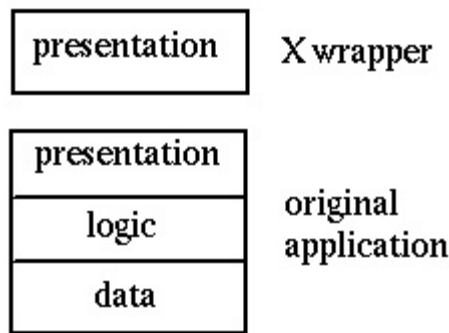 presentation X wrapper
presentation
logic
original
application
data